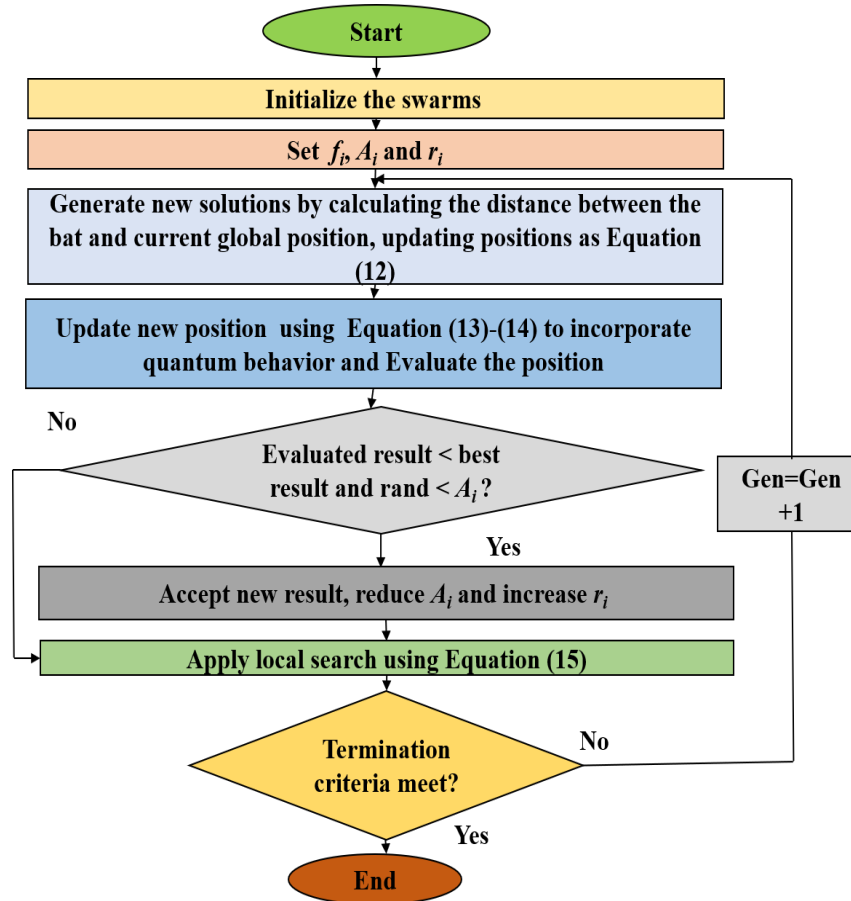 Start
Initialize the swarms
Set fi, Ai and ri
Generate new solutions by calculating the distance between the
bat and current global position, updating positions as Equation
(12)
Update new position using Equation (13)-(14) to incorporate
quantum behavior and Evaluate the position
No
Evaluated result < best
result and rand < Ai ?
Gen=Gen
+1
Yes
Accept new result, reduce Ai and increase ri
Apply local search using Equation (15)
Termination
criteria meet?
No
Yes
End